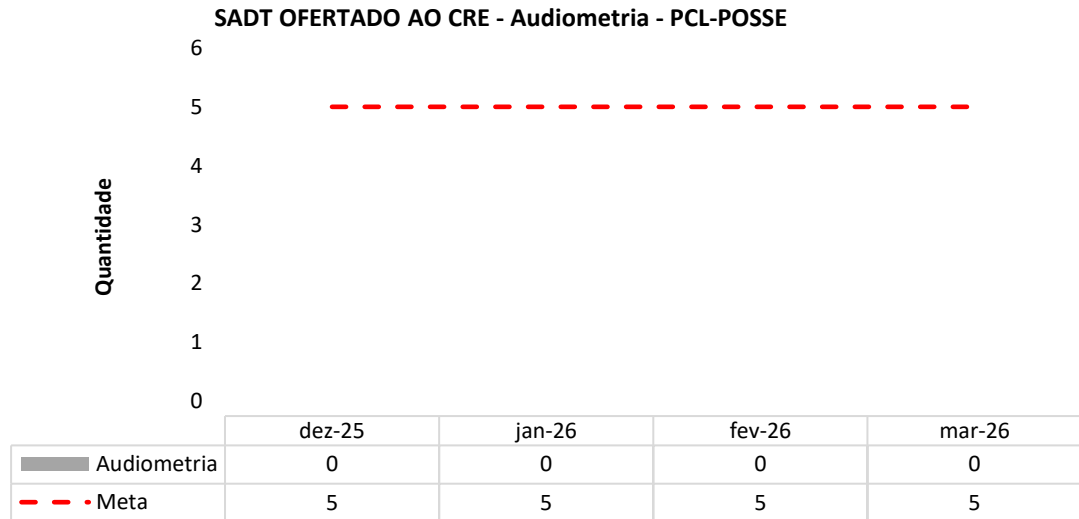 SADT OFERTADO AO CRE - Audiometria - PCL-POSSE
6
5
4
3
2
1
0
Quantidade
dez-25 jan-26 fev-26 mar-26
Audiometria 0 0 0 0
Meta 5 5 5 5